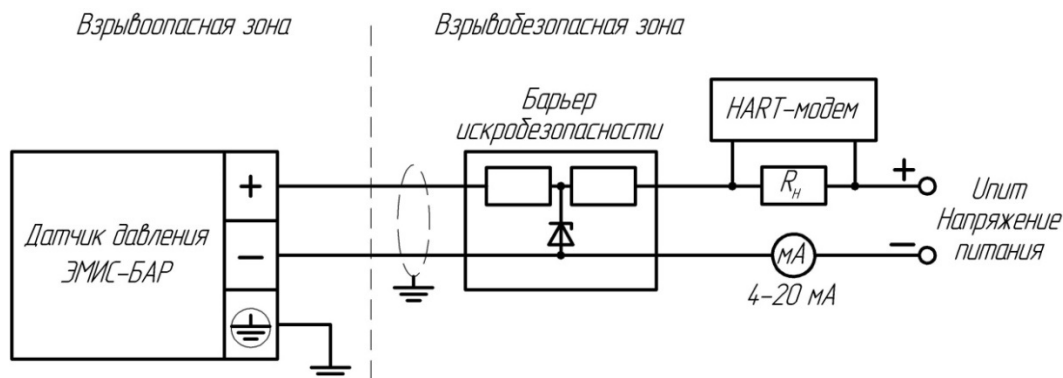 Взрывоопасная зона
Взрывобезопасная зона
Барьер
искробезопасности
HART-модем
+
Rн
+
Uпит
Напряжение
питания
Датчик давления
ЭМИС-БАР
−
−
мА
4-20 мА